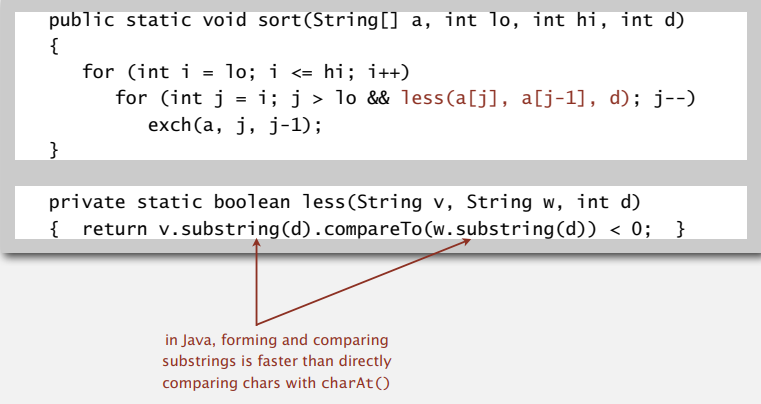 public static void sort(String[] a, int lo, int hi, int d)
{
for (int i = lo; i <= hi; i++)
for (int j = i; j > lo && less(a[j], a[j-1], d); j--)
exch(a, j, j-1);
}
private static boolean less(String v, String w, int d)
{ return v.substring(d).compareTo(w.substring(d)) < 0; }
in Java, forming and comparing
substrings is faster than directly
comparing chars with charAt()